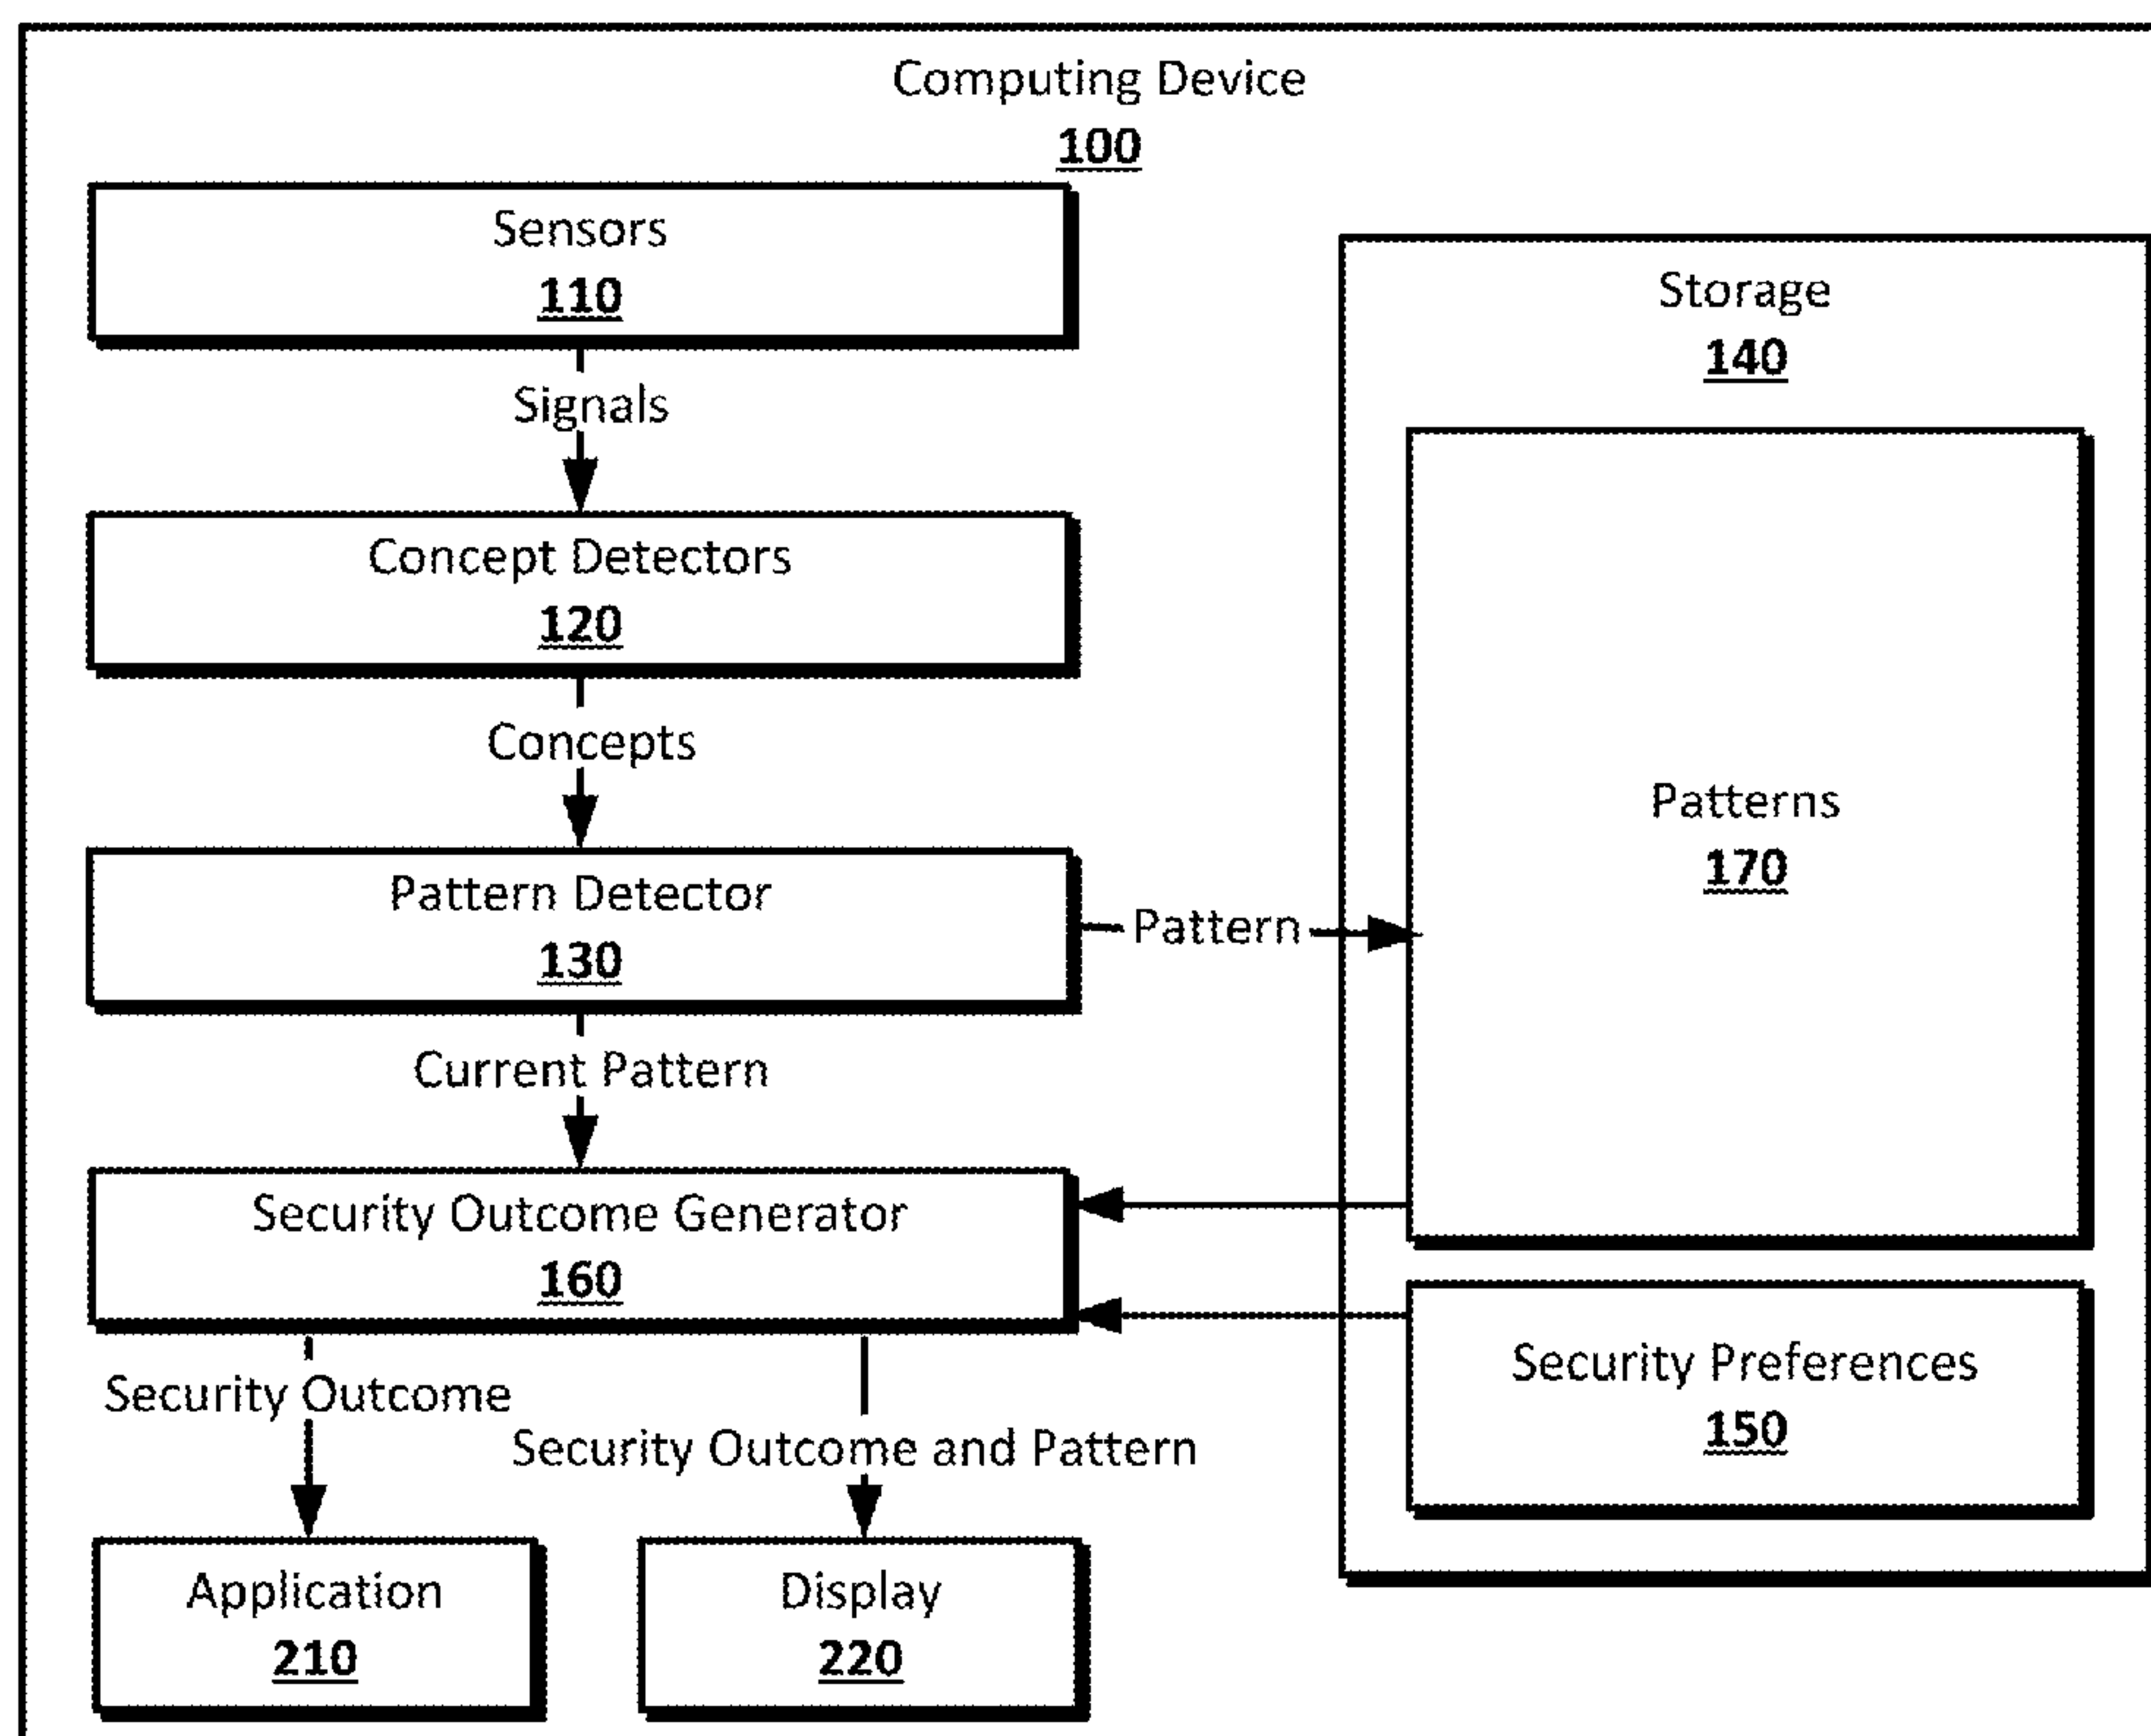 Computing Device
100
Sensors
110
Signals
Concept Detectors
120
Concepts
Pattern Detector
130
Pattern
Current Pattern
Security Outcome Generator
160
Security Outcome
Security Outcome and Pattern
Application
210
Display
220
Storage
140
Patterns
170
Security Preferences
150